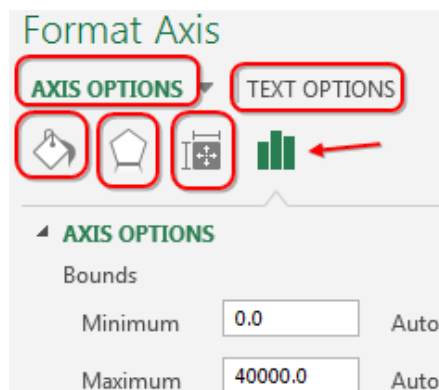 Format Axis
AXIS OPTIONS TEXT OPTIONS
AXIS OPTIONS
Bounds
Minimum 0.0 Auto
Maximum 40000.0 Auto